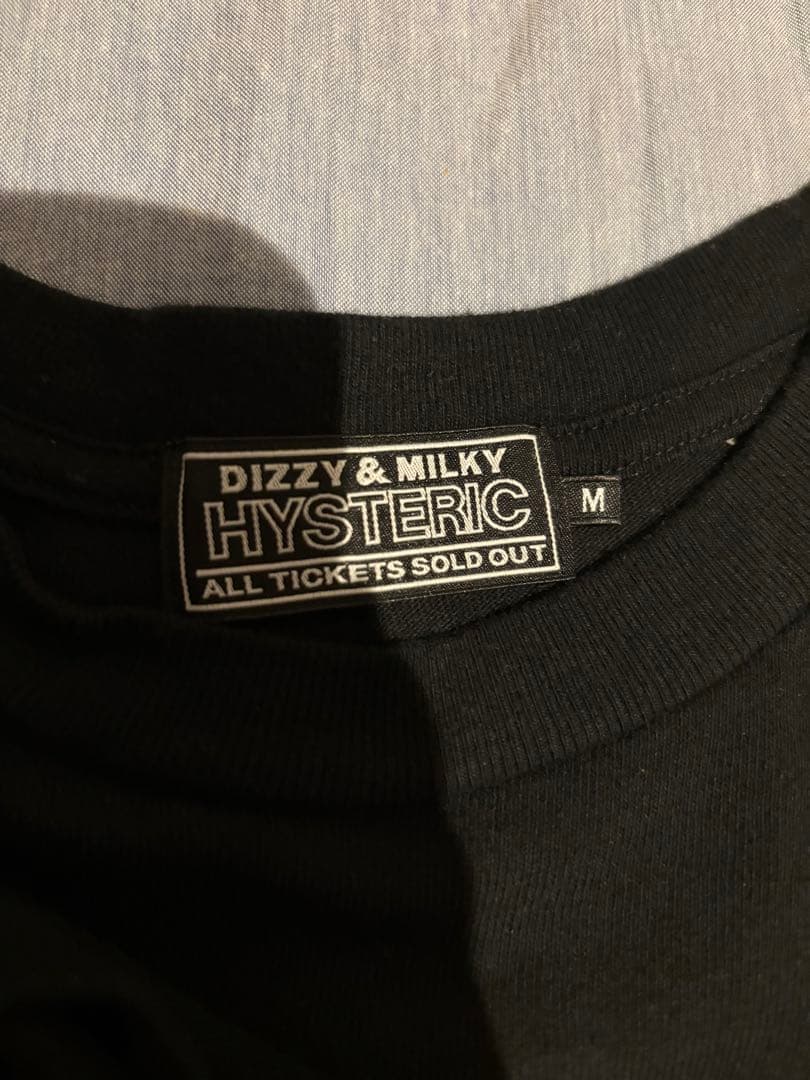 DIZZY & MILKY
HYSTERIC
ALL TICKETS SOLD OUT
M